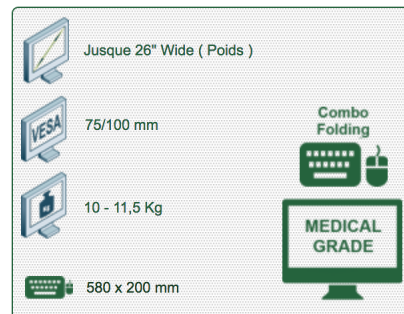 Jusque 26" Wide ( Poids )
VESA
75/100 mm
Combo
Folding
KG
10 - 11,5 Kg
MEDICAL
GRADE
580 x 200 mm